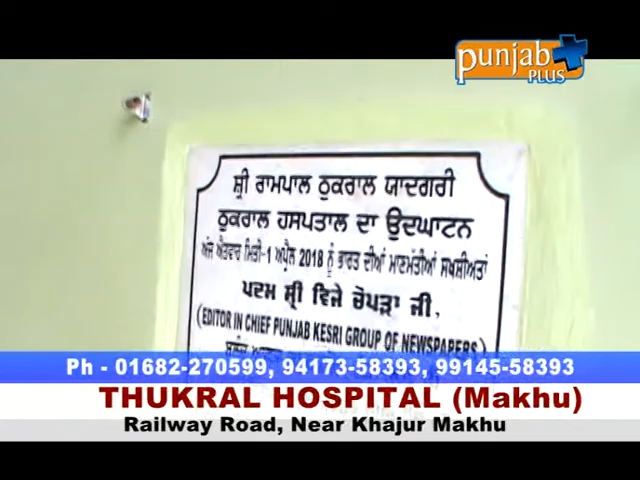 punjab
PLUS
ਸ਼੍ਰੀ ਰਾਮਪਾਲ ਠੁਕਰਾਲ ਯਾਦਗਰੀ
ਠੁਕਰਾਲ ਹਸਪਤਾਲ ਦਾ ਉਦਘਾਟਨ
ਅੱਜ ਐਤਵਾਰ ਮਿਤੀ-1 ਅਪ੍ਰੈਲ 2018 ਨੂੰ ਭਾਰਤ ਦੀਆਂ ਮਾਣਮੱਤੀਆਂ ਸਖਸ਼ੀਅਤਾਂ
ਪਦਮ ਸ਼੍ਰੀ ਵਿਜੇ ਚੋਪੜਾ ਜੀ,
(EDITOR IN CHIEF PUNJAB KESRI GROUP OF NEWSPAPERS)
Ph - 01682-270599, 94173-58393, 99145-58393
THUKRAL HOSPITAL (Makhu)
Railway Road, Near Khajur Makhu